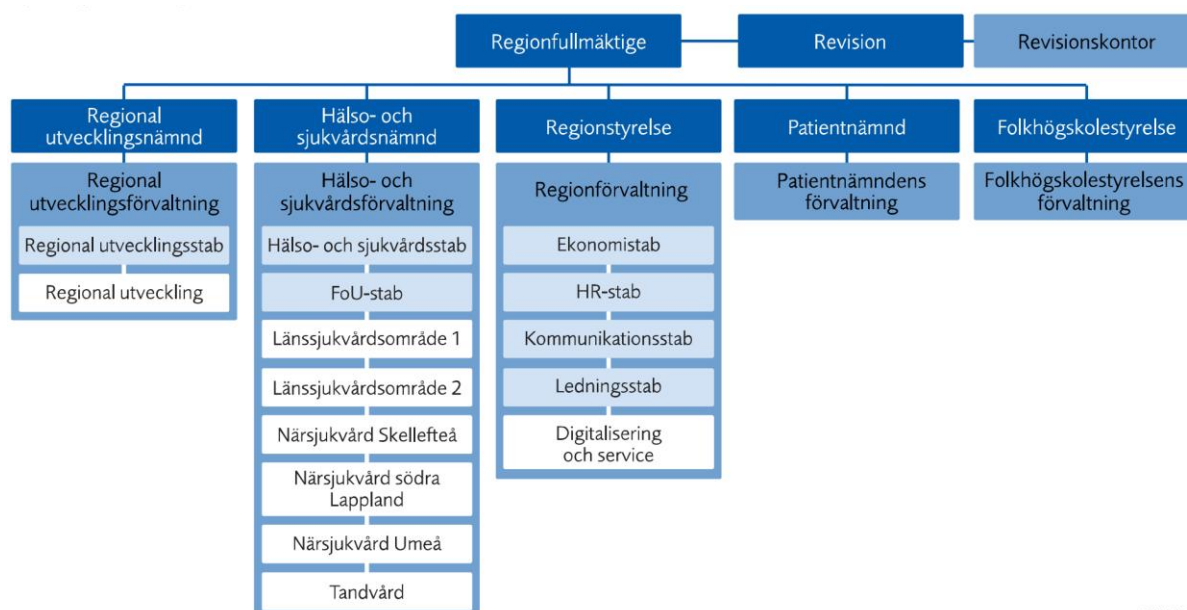 Regionfullmäktige
Revision
Revisionskontor
Regional
utvecklingsnämnd
Hälso- och
sjukvårdsnämnd
Regionstyrelse
Patientnämnd
Folkhögskolestyrelse
Regional
utvecklingsförvaltning
Regional utvecklingsstab
Regional utveckling
Hälso- och
sjukvårdsförvaltning
Hälso- och sjukvårdsstab
FoU-stab
Länssjukvårdsområde 1
Länssjukvårdsområde 2
Närsjukvård Skellefteå
Närsjukvård södra
Lappland
Närsjukvård Umeå
Tandvård
Regionförvaltning
Ekonomistab
HR-stab
Kommunikationsstab
Ledningsstab
Digitalisering
och service
Patientnämndens
förvaltning
Folkhögskolestyrelsens
förvaltning